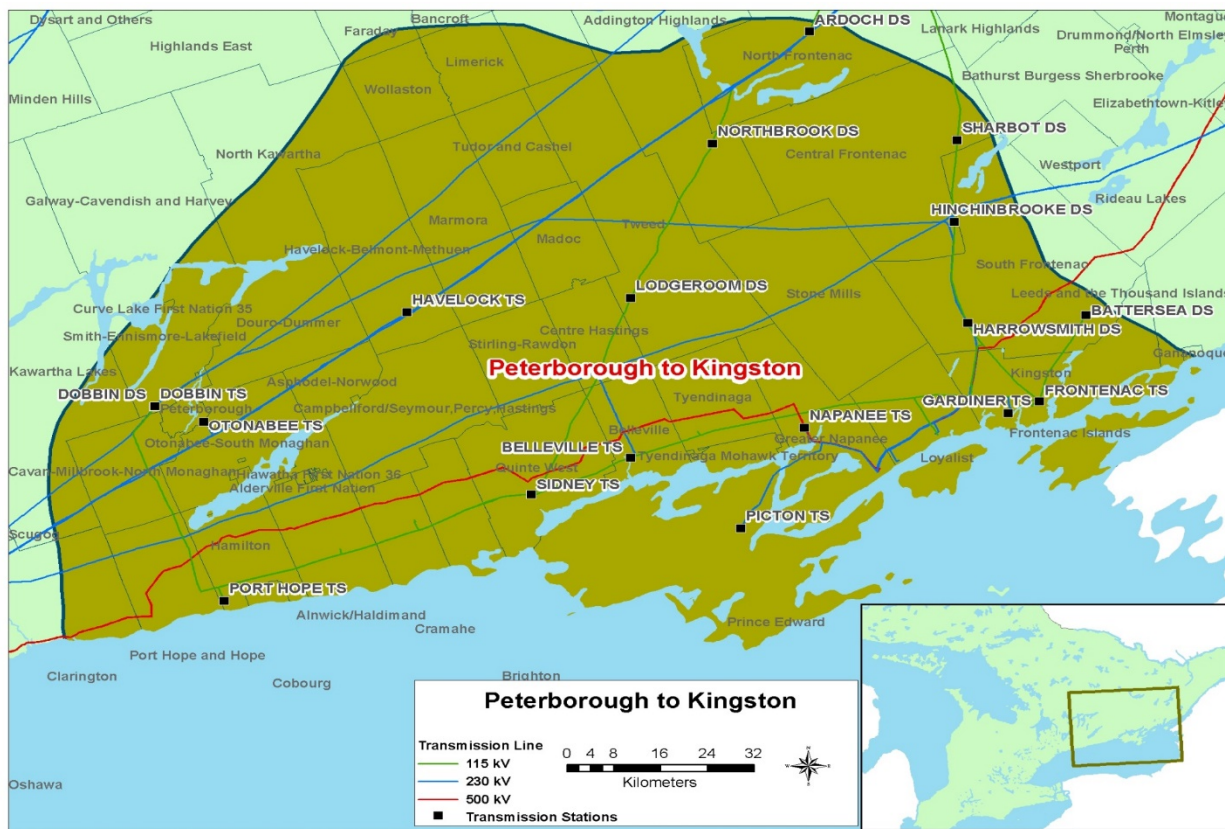 Dysart and Others
Bancroft
Faraday
Addington Highlands
ARDOCH DS
Lanark Highlands
Montague
Drummond/North Elmsley
Perth
Highlands East
Limerick
North Frontenac
Wollaston
Bathurst Burgess Sherbrooke
Minden Hills
Elizabethtown-Kitley
NORTHBROOK DS
SHARBOT DS
North Kawartha
Tudor and Cashel
Central Frontenac
Westport
Galway-Cavendish and Harvey
Rideau Lakes
Marmora
Tweed
HINCHINBROOKE DS
Madoc
Havelock-Belmont-Methuen
South Frontenac
LODGEROOM DS
Stone Mills
Leeds and the Thousand Islands
HAVELOCK TS
Curve Lake First Nation 35
Douro-Dummer
BATTERSEA DS
Smith-Ennismore-Lakefield
Centre Hastings
HARROWSMITH DS
Stirling-Rawdon
Gananoque
Kawartha Lakes
Peterborough to Kingston
Kingston
Asphodel-Norwood
DOBBIN DS
DOBBIN TS
Tyendinaga
FRONTENAC TS
Peterborough
Campbellford/Seymour,Percy,Hastings
GARDINER TS
OTONABEE TS
NAPANEE TS
Belleville
Frontenac Islands
Otonabee-South Monaghan
BELLEVILLE TS
Greater Napanee
Tyendinaga Mohawk Territory
Loyalist
Cavan-Millbrook-North Monaghan
Hiawatha First Nation 36
Quinte West
Alderville First Nation
SIDNEY TS
PICTON TS
Scugog
Hamilton
PORT HOPE TS
Alnwick/Haldimand
Cramahe
Prince Edward
Port Hope and Hope
Clarington
Cobourg
Brighton
Oshawa
Peterborough to Kingston
Transmission Line
115 kV
230 kV
500 kV
Transmission Stations
0 4 8 16 24 32
Kilometers